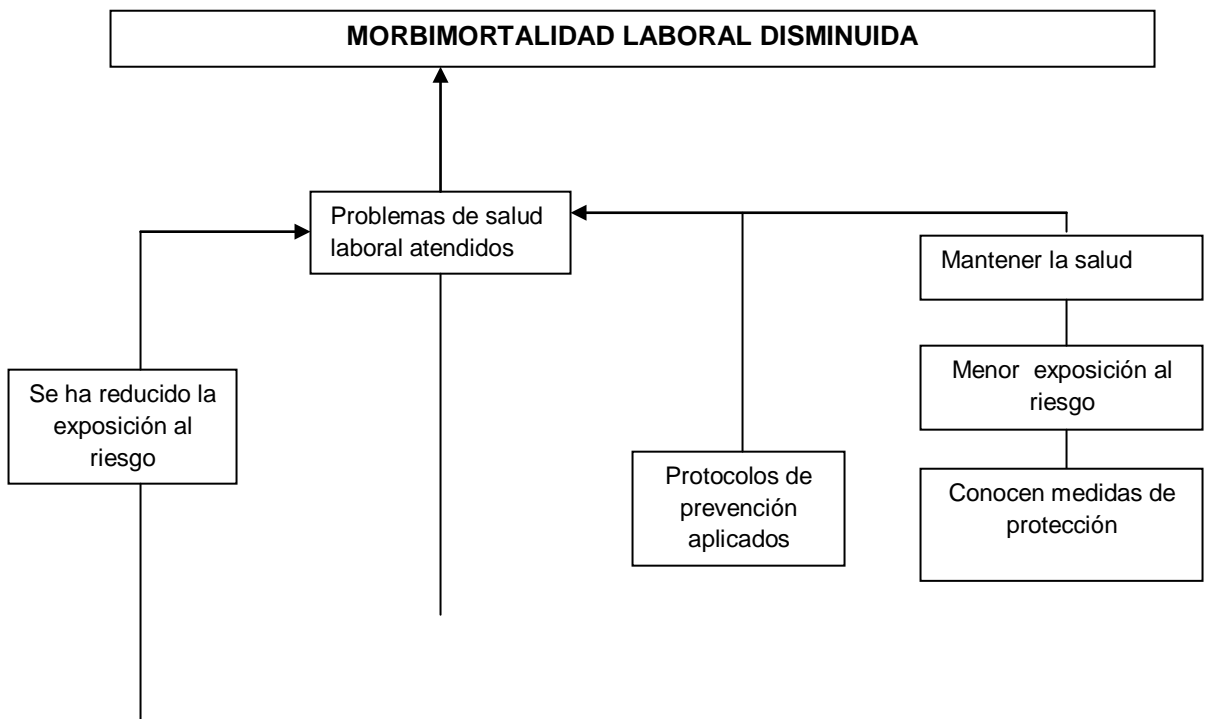 MORBIMORTALIDAD LABORAL DISMINUIDA
Problemas de salud
laboral atendidos
Mantener la salud
Se ha reducido la
exposición al
riesgo
Menor exposición al
riesgo
Protocolos de
prevención
aplicados
Conocen medidas de
protección